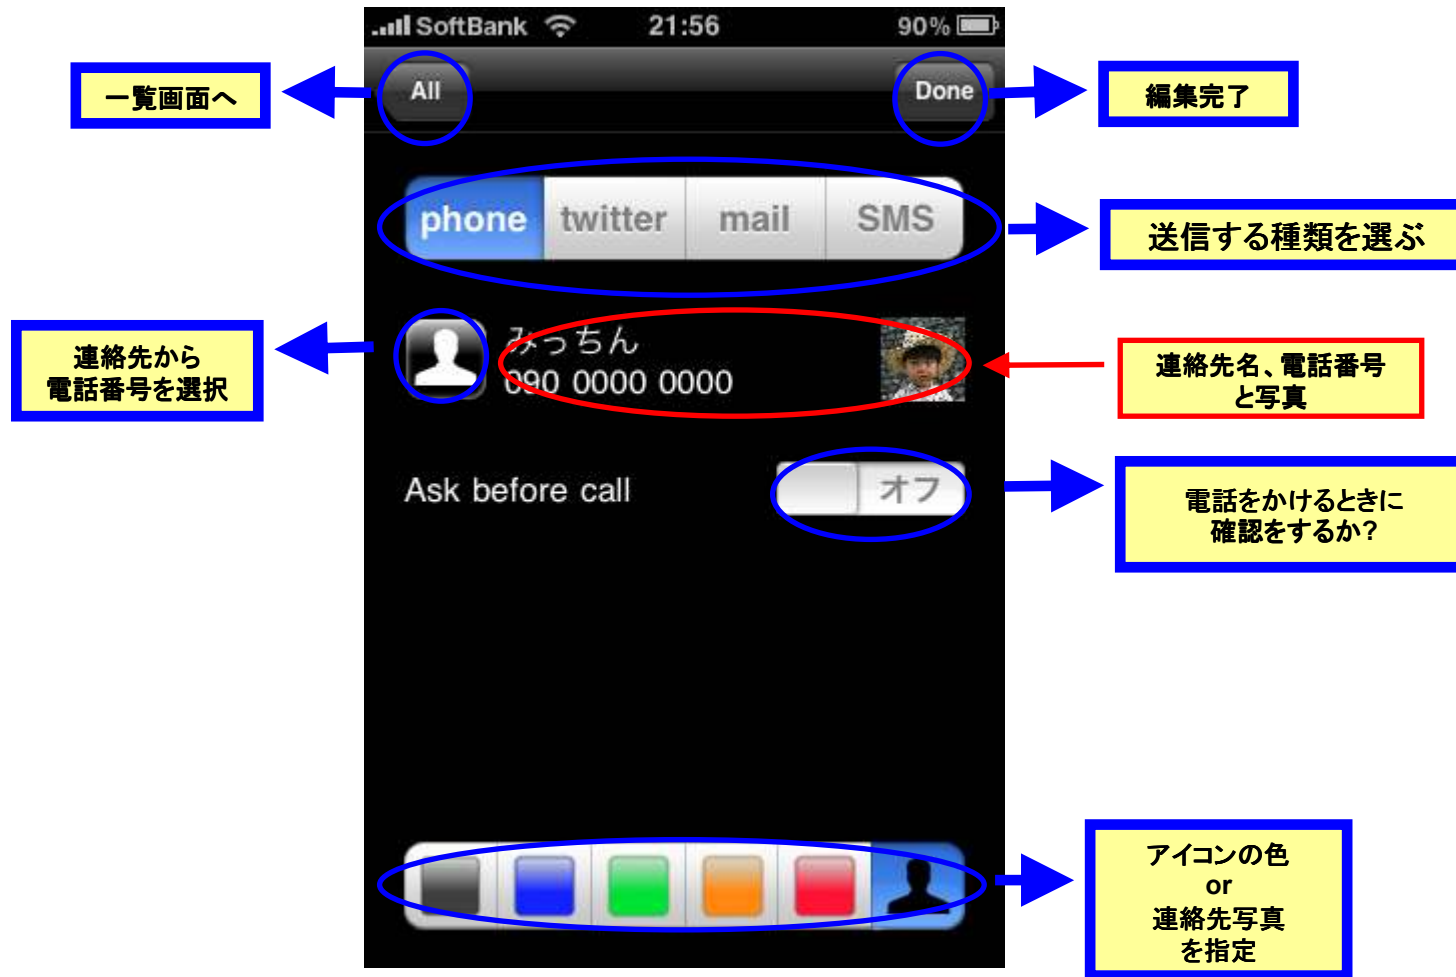 SoftBank 21:56 90%
All Done
一覧画面へ
編集完了
phone twitter mail SMS
送信する種類を選ぶ
連絡先から
電話番号を選択
みっちん
090 0000 0000
連絡先名、電話番号
と写真
Ask before call オフ
電話をかけるときに
確認をするか?
アイコンの色
or
連絡先写真
を指定